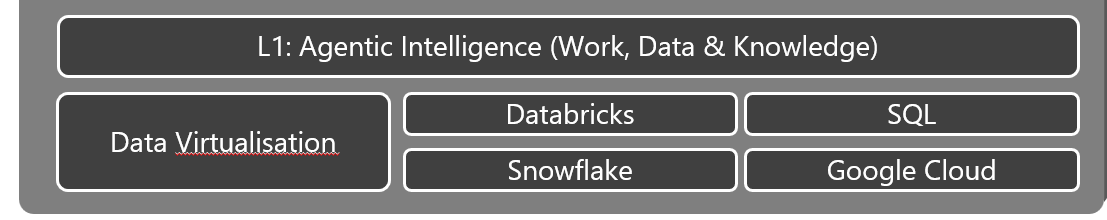 L1: Agentic Intelligence (Work, Data & Knowledge)
Data Virtualisation
Databricks
SQL
Snowflake
Google Cloud